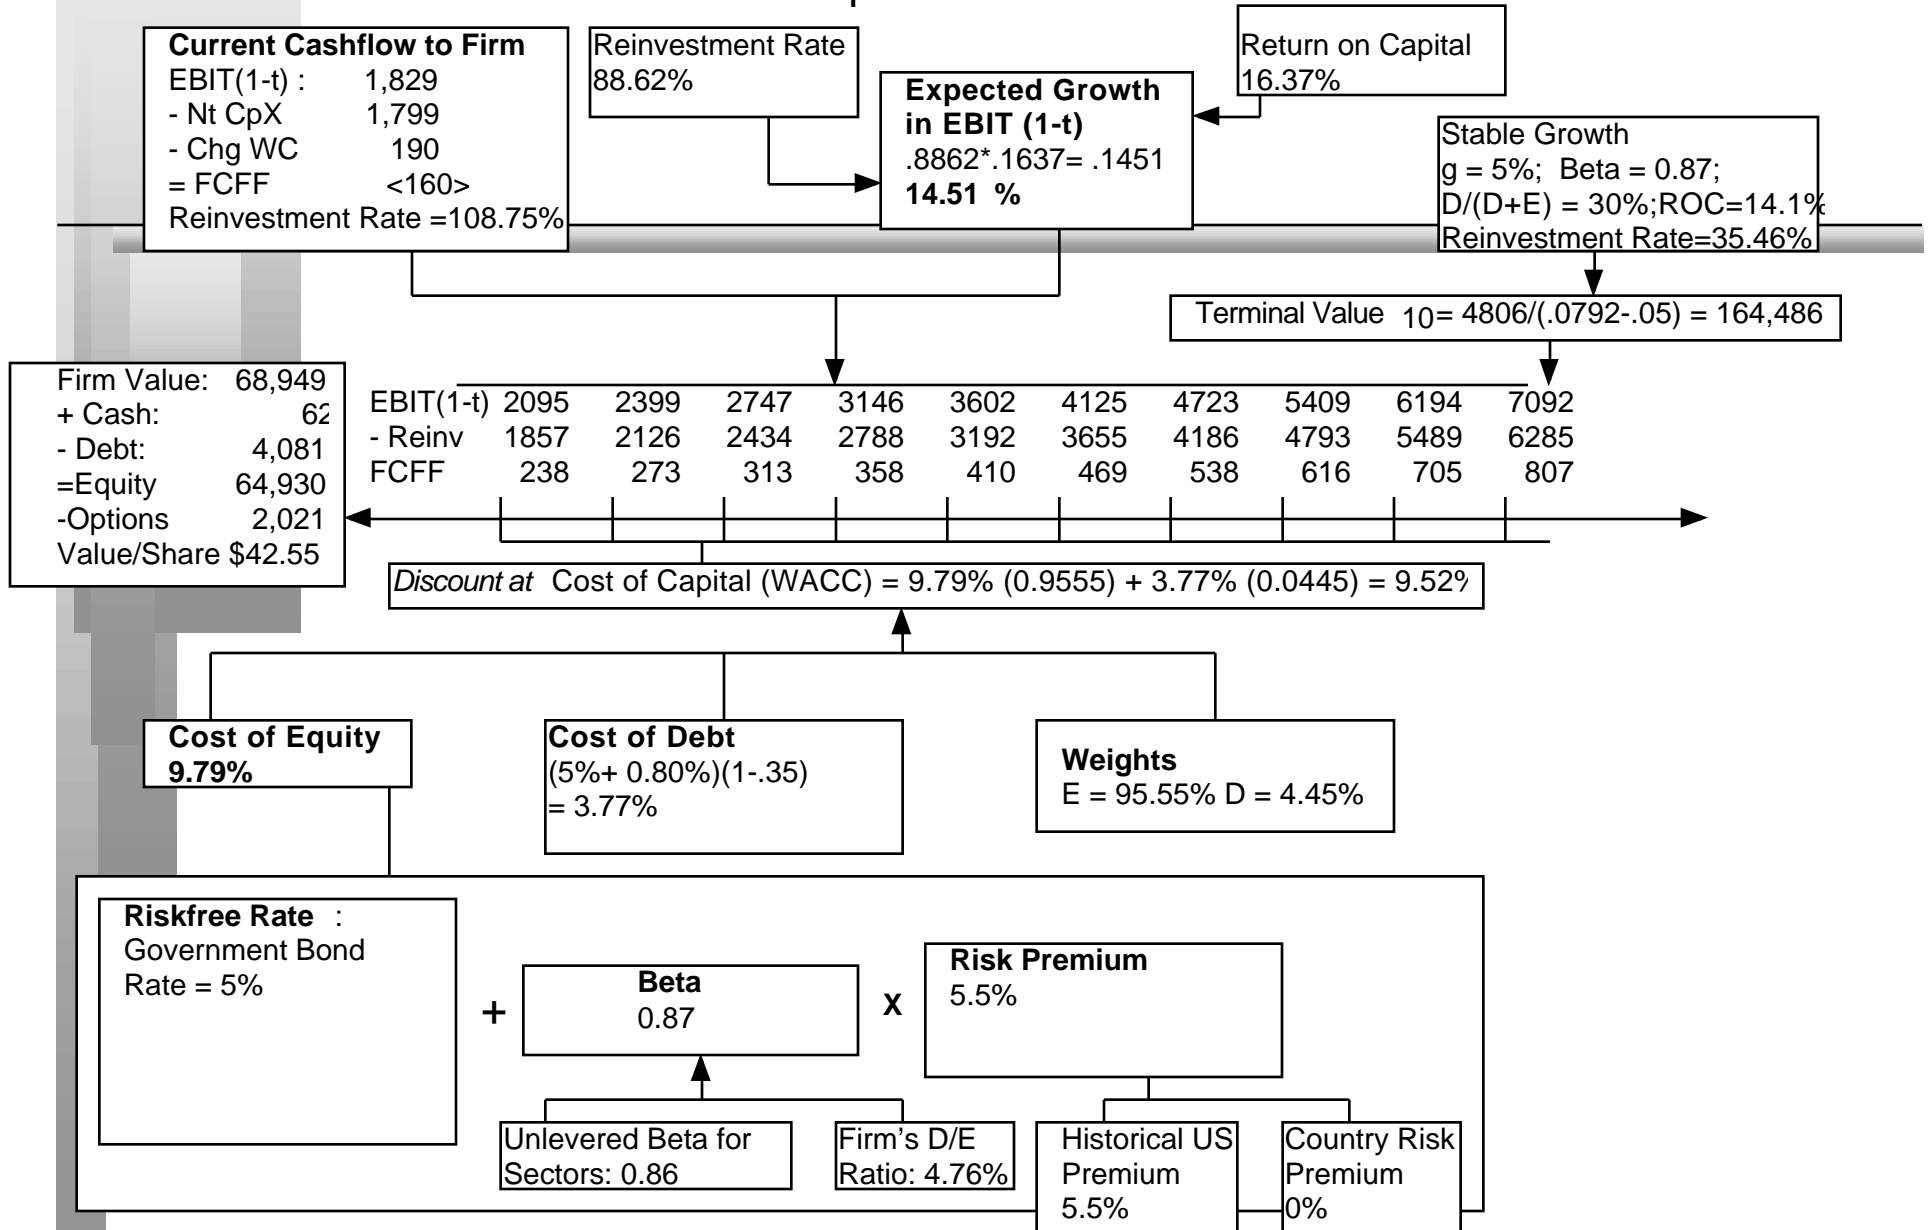 Current Cashflow to Firm
EBIT(1-t) : 1,829
- Nt CpX 1,799
- Chg WC 190
= FCFF <160>
Reinvestment Rate =108.75%
Reinvestment Rate
88.62%
Expected Growth
in EBIT (1-t)
.8862*.1637= .1451
14.51 %
Return on Capital
16.37%
Stable Growth
g = 5%; Beta = 0.87;
D/(D+E) = 30%;ROC=14.1%
Reinvestment Rate=35.46%
Terminal Value 10= 4806/(.0792-.05) = 164,486
Firm Value: 68,949
+ Cash: 62
- Debt: 4,081
=Equity 64,930
-Options 2,021
Value/Share $42.55
EBIT(1-t) 2095 2399 2747 3146 3602 4125 4723 5409 6194 7092
- Reinv 1857 2126 2434 2788 3192 3655 4186 4793 5489 6285
FCFF 238 273 313 358 410 469 538 616 705 807
Discount at Cost of Capital (WACC) = 9.79% (0.9555) + 3.77% (0.0445) = 9.52%
Cost of Equity
9.79%
Cost of Debt
(5%+ 0.80%)(1-.35)
= 3.77%
Weights
E = 95.55% D = 4.45%
Riskfree Rate :
Government Bond
Rate = 5%
+
Beta
0.87
X
Risk Premium
5.5%
Unlevered Beta for
Sectors: 0.86
Firm's D/E
Ratio: 4.76%
Historical US
Premium
5.5%
Country Risk
Premium
0%